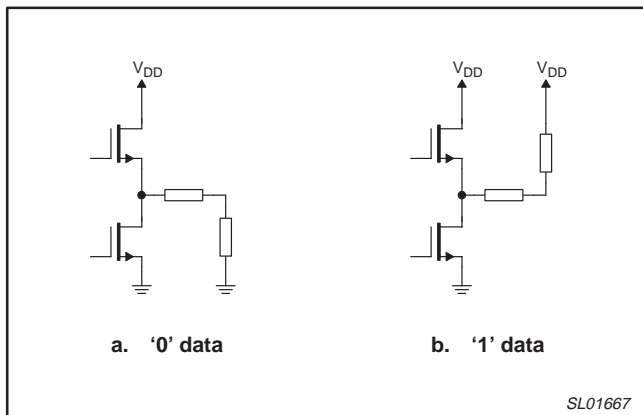 VDD
VDD VDD
a. ‘0’ data
b. ‘1’ data
SL01667